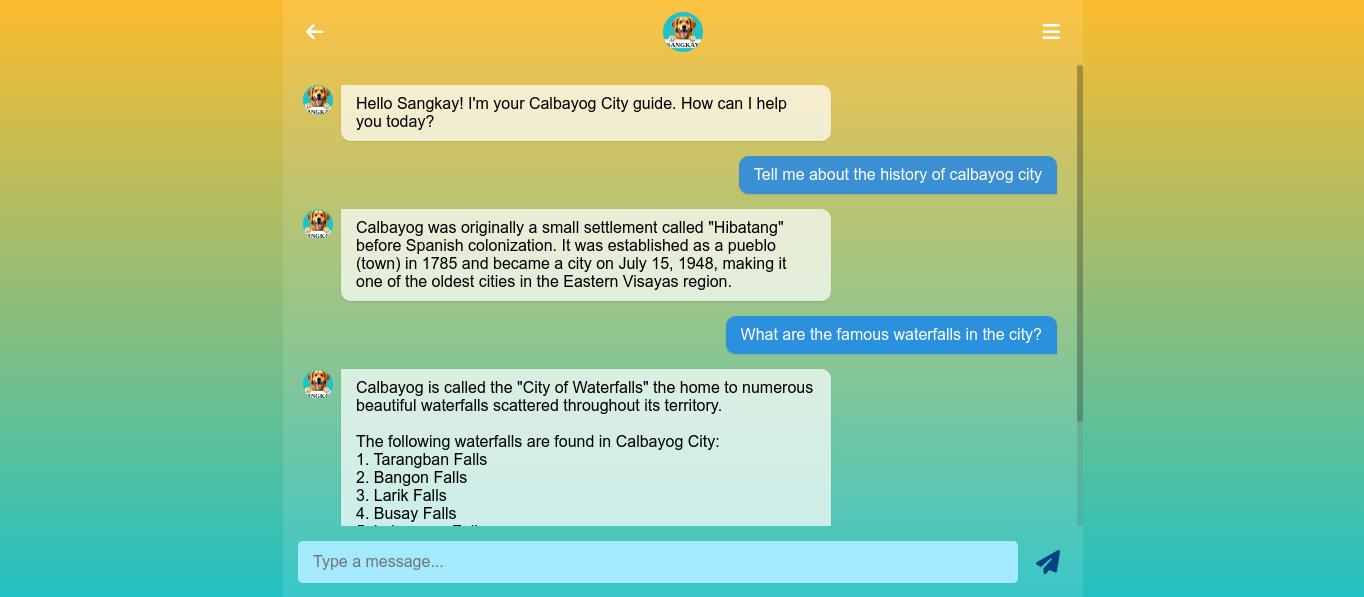 SANGKAY
Hello Sangkay! I'm your Calbayog City guide. How can I help
you today?
Tell me about the history of calbayog city
Calbayog was originally a small settlement called "Hibatang"
before Spanish colonization. It was established as a pueblo
(town) in 1785 and became a city on July 15, 1948, making it
one of the oldest cities in the Eastern Visayas region.
What are the famous waterfalls in the city?
Calbayog is called the "City of Waterfalls" the home to numerous
beautiful waterfalls scattered throughout its territory.
The following waterfalls are found in Calbayog City:
1. Tarangban Falls
2. Bangon Falls
3. Larik Falls
4. Busay Falls
Type a message...